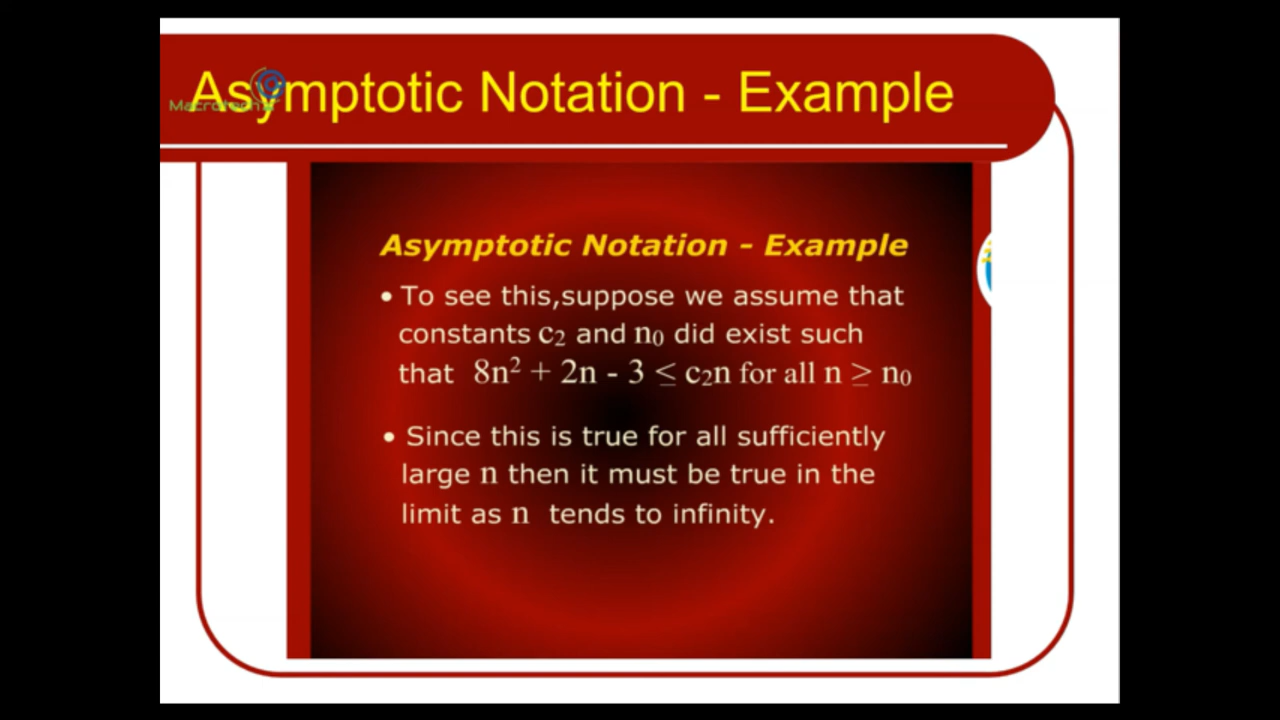 Asymptotic Notation - Example
Macrotech
Asymptotic Notation - Example
• To see this,suppose we assume that
constants c₂ and n₀ did exist such
that 8n² + 2n - 3 ≤ c₂n for all n ≥ n₀
• Since this is true for all sufficiently
large n then it must be true in the
limit as n tends to infinity.